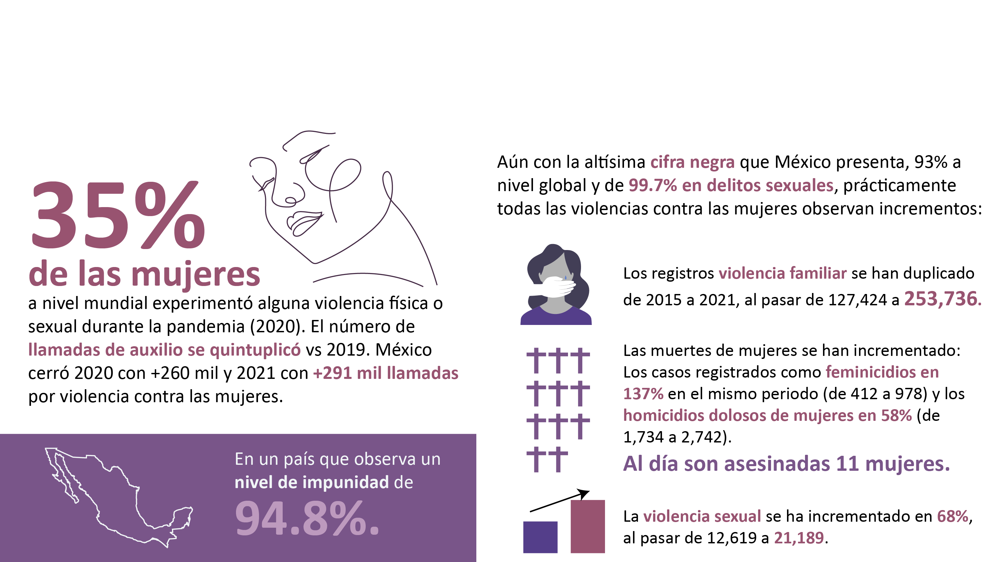 35%
de las mujeres
a nivel mundial experimentó alguna violencia física o
sexual durante la pandemia (2020). El número de
llamadas de auxilio se quintuplicó vs 2019. México
cerró 2020 con +260 mil y 2021 con +291 mil llamadas
por violencia contra las mujeres.
En un país que observa un
nivel de impunidad de
94.8%.
Aún con la altísima cifra negra que México presenta, 93% a
nivel global y de 99.7% en delitos sexuales, prácticamente
todas las violencias contra las mujeres observan incrementos:
Los registros violencia familiar se han duplicado
de 2015 a 2021, al pasar de 127,424 a 253,736.
Las muertes de mujeres se han incrementado:
Los casos registrados como feminicidios en
137% en el mismo periodo (de 412 a 978) y los
homicidios dolosos de mujeres en 58% (de
1,734 a 2,742).
Al día son asesinadas 11 mujeres.
La violencia sexual se ha incrementado en 68%,
al pasar de 12,619 a 21,189.